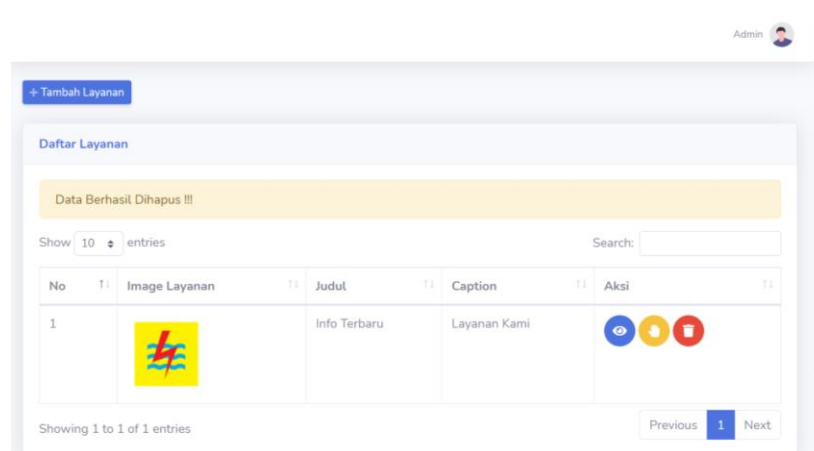 Admin
+ Tambah Layanan
Daftar Layanan
Data Berhasil Dihapus !!!
Show 10 entries Search:
No Image Layanan Judul Caption Aksi
1 Info Terbaru Layanan Kami
Showing 1 to 1 of 1 entries Previous 1 Next